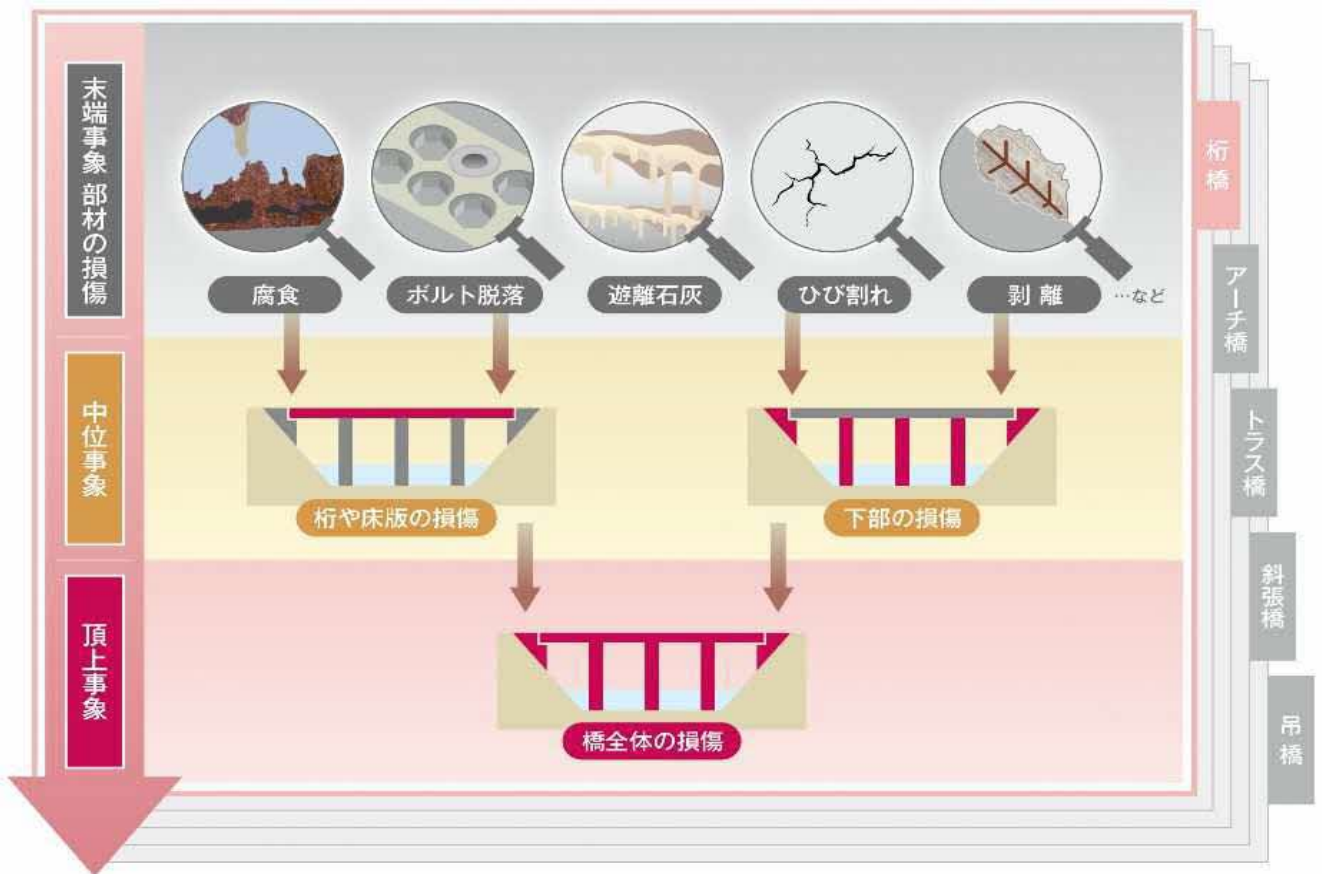 末端事象 部材の損傷
腐食
ボルト脱落
遊離石灰
ひび割れ
剥離
…など
中位事象
桁や床版の損傷
下部の損傷
頂上事象
橋全体の損傷
桁橋
アーチ橋
トラス橋
斜張橋
吊橋